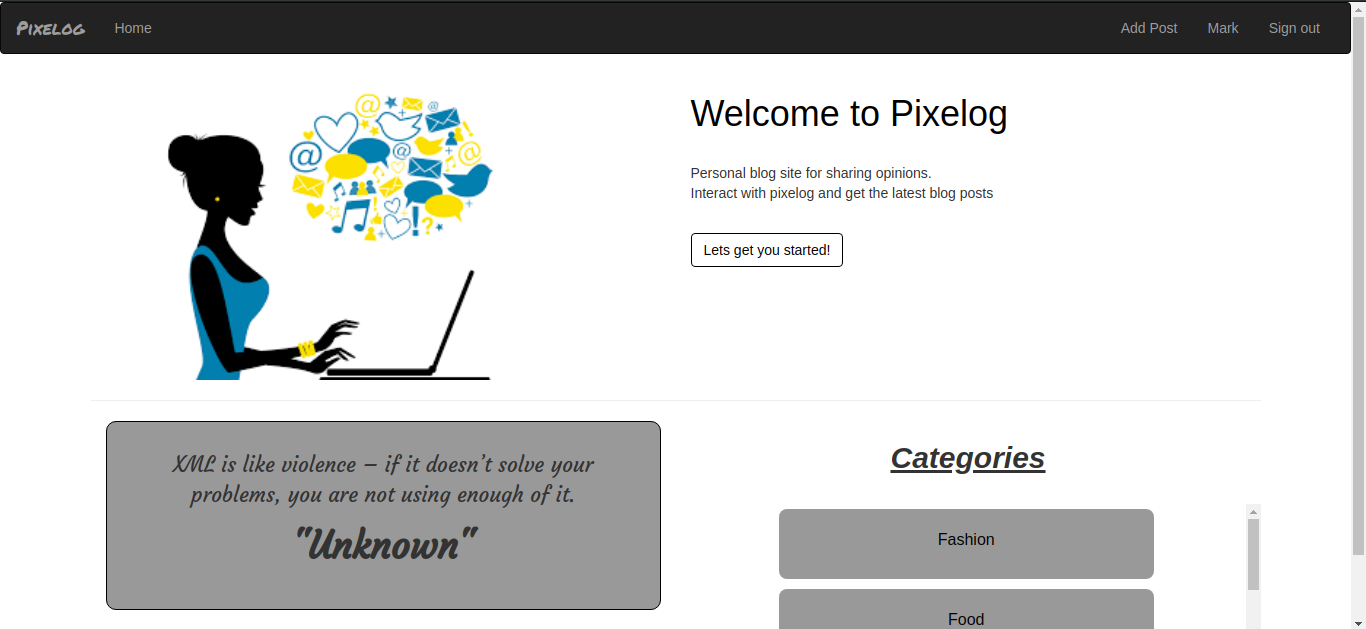 Pixelog Home Add Post Mark Sign out
Welcome to Pixelog
Personal blog site for sharing opinions.
Interact with pixelog and get the latest blog posts
Lets get you started!
XML is like violence – if it doesn’t solve your
problems, you are not using enough of it.
"Unknown"
Categories
Fashion
Food